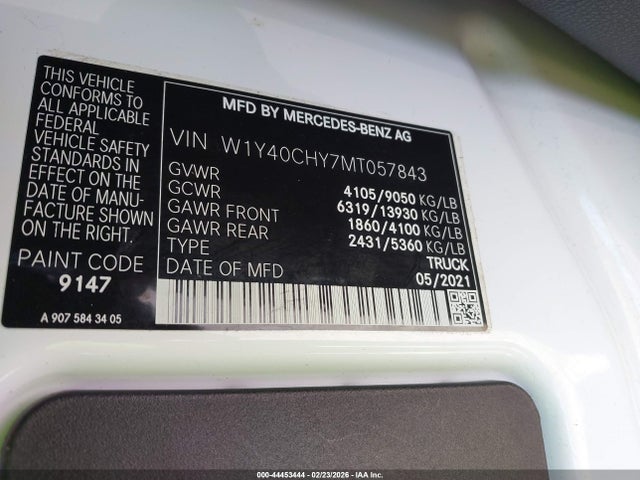 THIS VEHICLE
CONFORMS TO
ALL APPLICABLE
FEDERAL MOTOR
VEHICLE SAFETY
STANDARDS IN
EFFECT ON THE
DATE OF MANU-
FACTURE SHOWN
ON THE RIGHT.
PAINT CODE
9147
A 907 584 34 05
MFD BY MERCEDES-BENZ AG
VIN W1Y40CHY7MT057843
GVWR 4105/9050 KG/LB
GCWR 6319/13930 KG/LB
GAWR FRONT 1860/4100 KG/LB
GAWR REAR 2431/5360 KG/LB
TYPE TRUCK
DATE OF MFD 05/2021
000-44453444 - 02/23/2026 - IAA Inc.